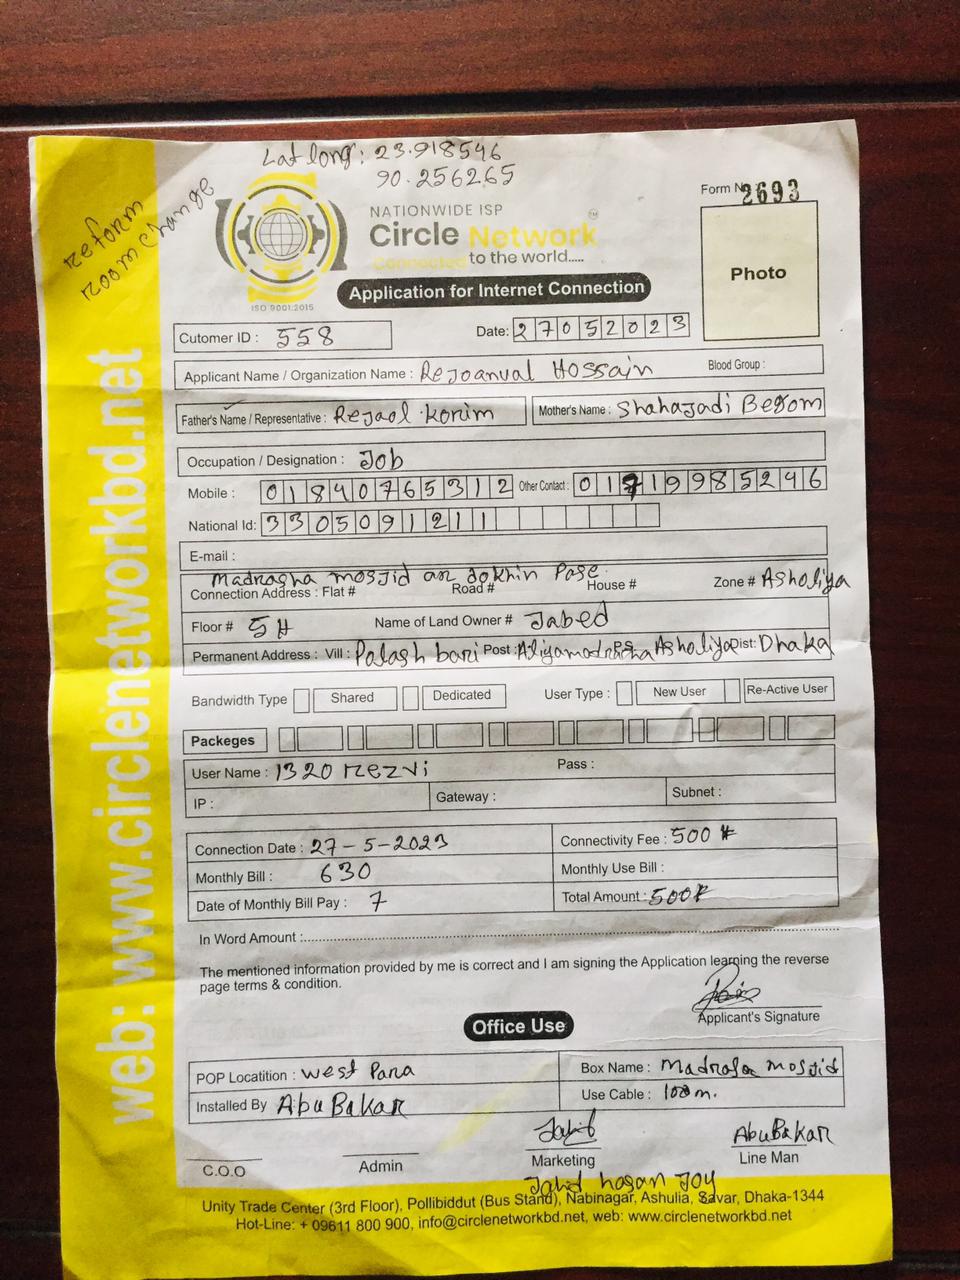 Lat long: 23.918546
90.256265
reform
room change
Form No 2693
NATIONWIDE ISP
Circle Network
TM
Connected to the world.....
ISO 9001:2015
Photo
Application for Internet Connection
Cutomer ID : 558
Date: 27052023
Applicant Name / Organization Name : Rejoanual Hossain Blood Group :
Father's Name / Representative : Rejaol Korim Mother's Name : Shahajadi Begom
Occupation / Designation : Job
Mobile : 01840765312 Other Contact : 01719985246
National Id: 3305091211
E-mail :
Madrasha mosjid ar dokhin Pase
Connection Address : Flat # Road # House # Zone # Asholiya
Floor # 5 Name of Land Owner # Jabed
Permanent Address : Vill : Palash bari Post : Aliyamadrasha P.S Asholiya Dist: Dhaka
Bandwidth Type Shared Dedicated User Type : New User Re-Active User
Packeges
User Name : 1320 rezvi Pass :
IP : Gateway : Subnet :
Connection Date : 27-5-2023 Connectivity Fee : 500
Monthly Bill : 630 Monthly Use Bill :
Date of Monthly Bill Pay : 7 Total Amount : 500
In Word Amount :
The mentioned information provided by me is correct and I am signing the Application learning the reverse
page terms & condition.
Applicant's Signature
Office Use
POP Locatition : West Para Box Name : Madrasa mosjid
Installed By Abu Bakar Use Cable : 100m.
C.O.O Admin Marketing AbuBakar Line Man
Jahid hasan Joy
Unity Trade Center (3rd Floor), Pollibiddut (Bus Stand), Nabinagar, Ashulia, Savar, Dhaka-1344
Hot-Line: + 09611 800 900, info@circlenetworkbd.net, web: www.circlenetworkbd.net
web: www.circlenetworkbd.net